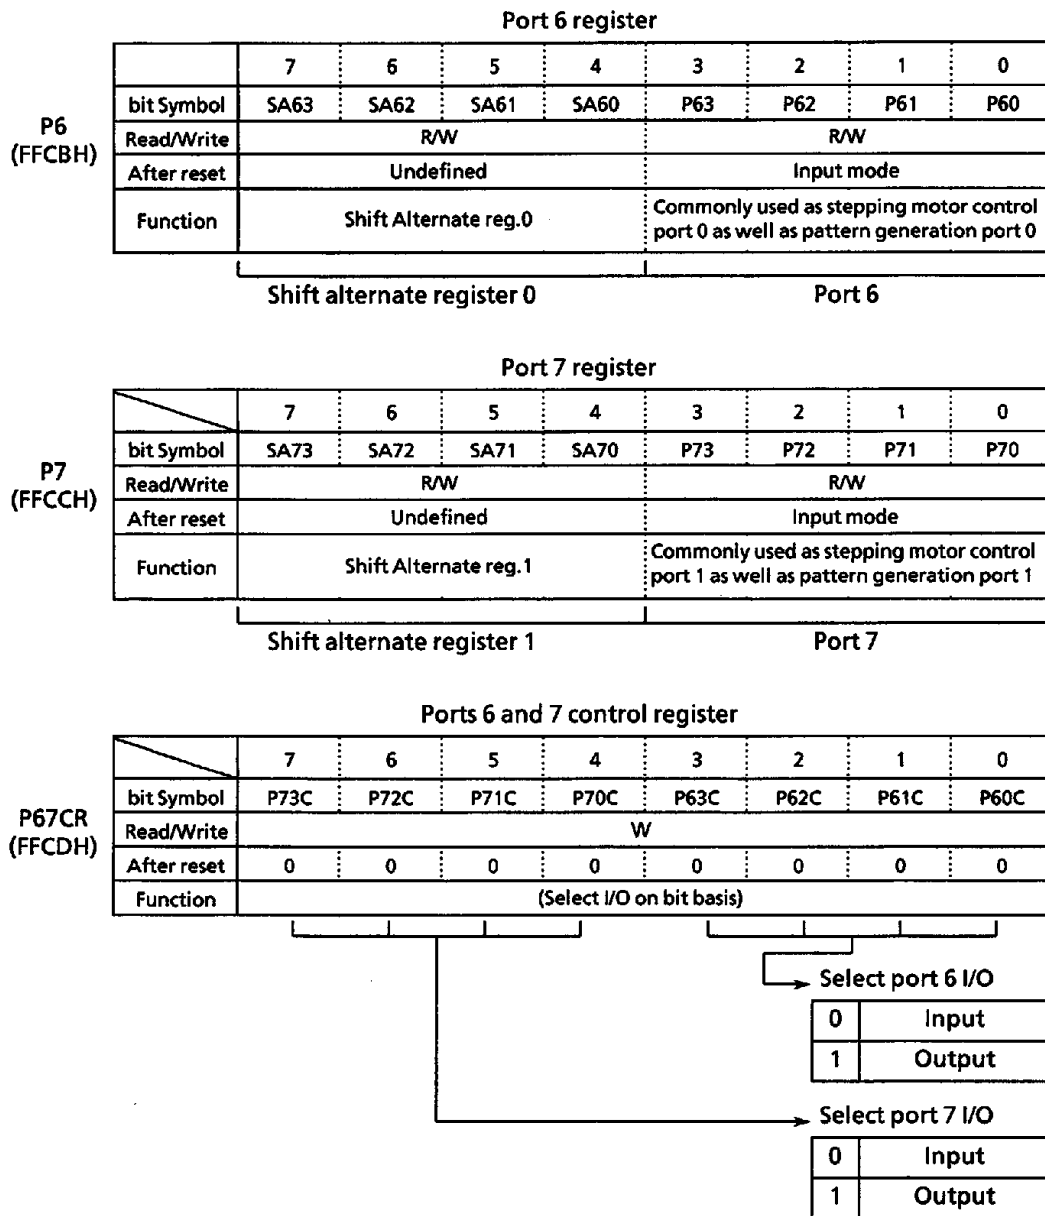 Port 6 register
7 6 5 4 3 2 1 0
bit Symbol SA63 SA62 SA61 SA60 P63 P62 P61 P60
P6
(FFCBH)
Read/Write R/W R/W
After reset Undefined Input mode
Function Shift Alternate reg.0 Commonly used as stepping motor control
port 0 as well as pattern generation port 0
Shift alternate register 0 Port 6
Port 7 register
7 6 5 4 3 2 1 0
bit Symbol SA73 SA72 SA71 SA70 P73 P72 P71 P70
P7
(FFCCH)
Read/Write R/W R/W
After reset Undefined Input mode
Function Shift Alternate reg.1 Commonly used as stepping motor control
port 1 as well as pattern generation port 1
Shift alternate register 1 Port 7
Ports 6 and 7 control register
7 6 5 4 3 2 1 0
bit Symbol P73C P72C P71C P70C P63C P62C P61C P60C
P67CR
(FFCDH)
Read/Write W
After reset 0 0 0 0 0 0 0 0
Function (Select I/O on bit basis)
Select port 6 I/O
0 Input
1 Output
Select port 7 I/O
0 Input
1 Output